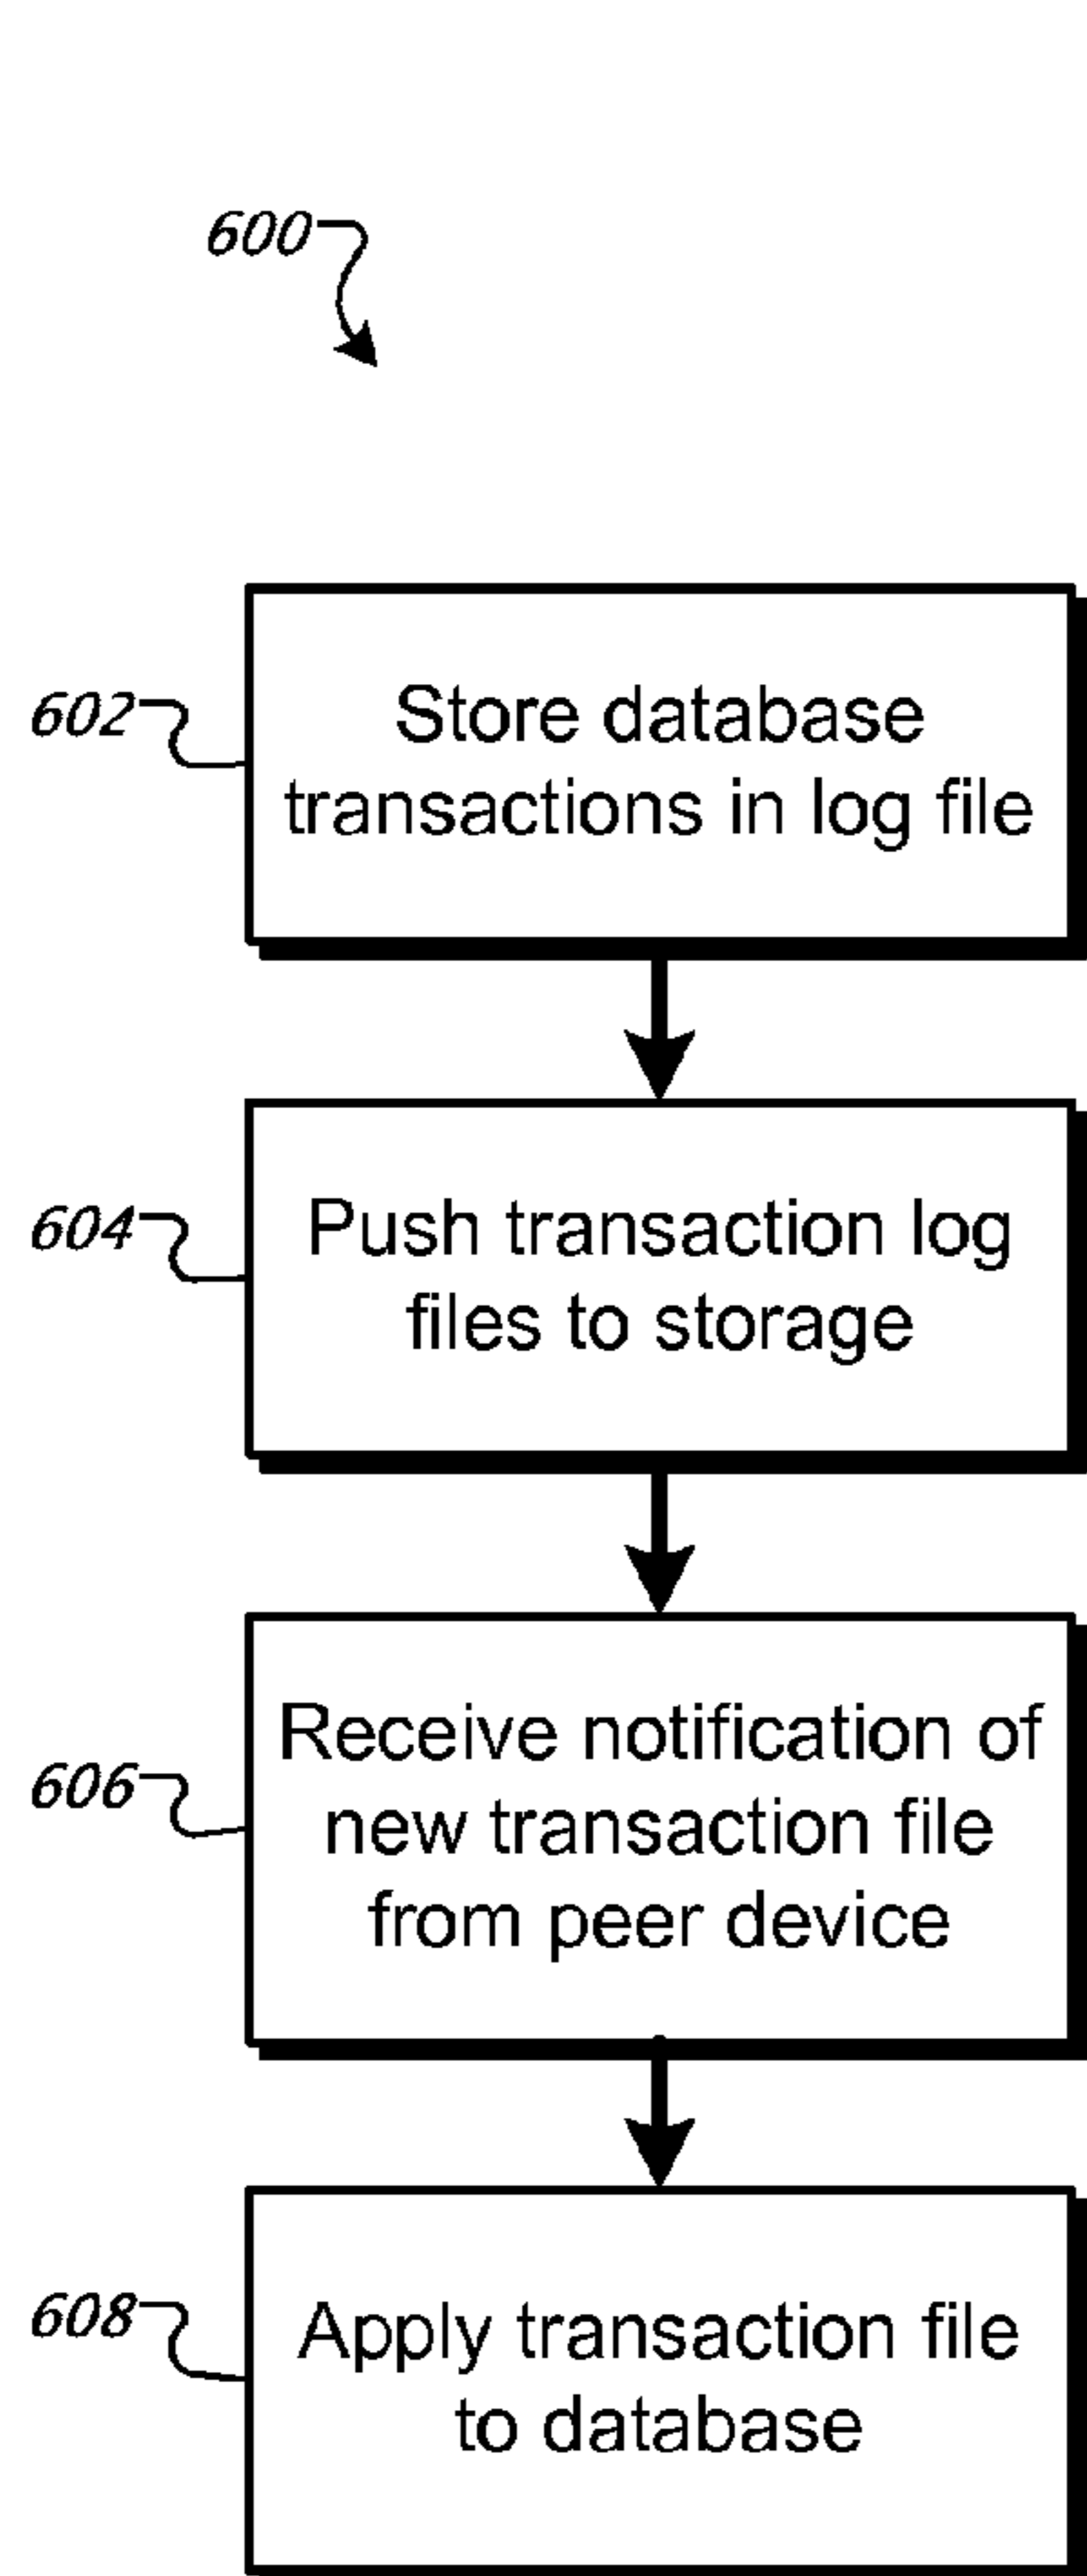 600
602
Store database
transactions in log file
604
Push transaction log
files to storage
606
Receive notification of
new transaction file
from peer device
608
Apply transaction file
to database